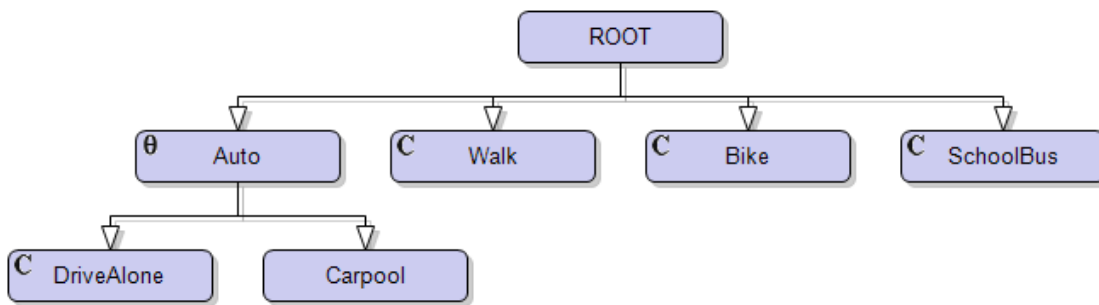 ROOT
θ Auto
C Walk
C Bike
C SchoolBus
C DriveAlone
Carpool